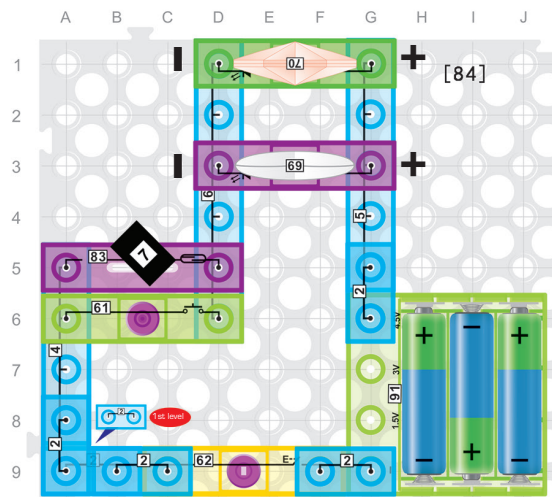 A B C D E F G H I J
1 70 + [84]
2
3 69 +
4 6 5
5 83 7 2
6 61 4.5V + − +
7 4 3V 91
8 2 2 1st level 1.5V
9 2 2 62 E-- 2 − + −